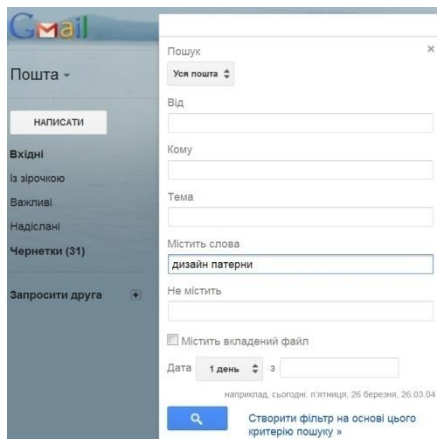 Gmail
Пошта
НАПИСАТИ
Вхідні
Із зірочкою
Важливі
Надіслані
Чернетки (31)
Запросити друга
Пошук
×
Уся пошта
Від
Кому
Тема
Містить слова
дизайн патерни
Не містить
Містить вкладений файл
Дата 1 день з
наприклад, сьогодні, п'ятниця, 26 березня, 26.03.04
Створити фільтр на основі цього
критерію пошуку »